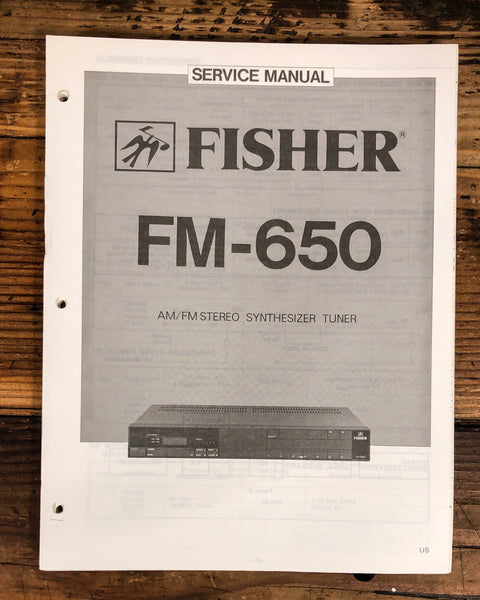 SERVICE MANUAL
FISHER®
FM-650
AM/FM STEREO SYNTHESIZER TUNER
FISHER
US